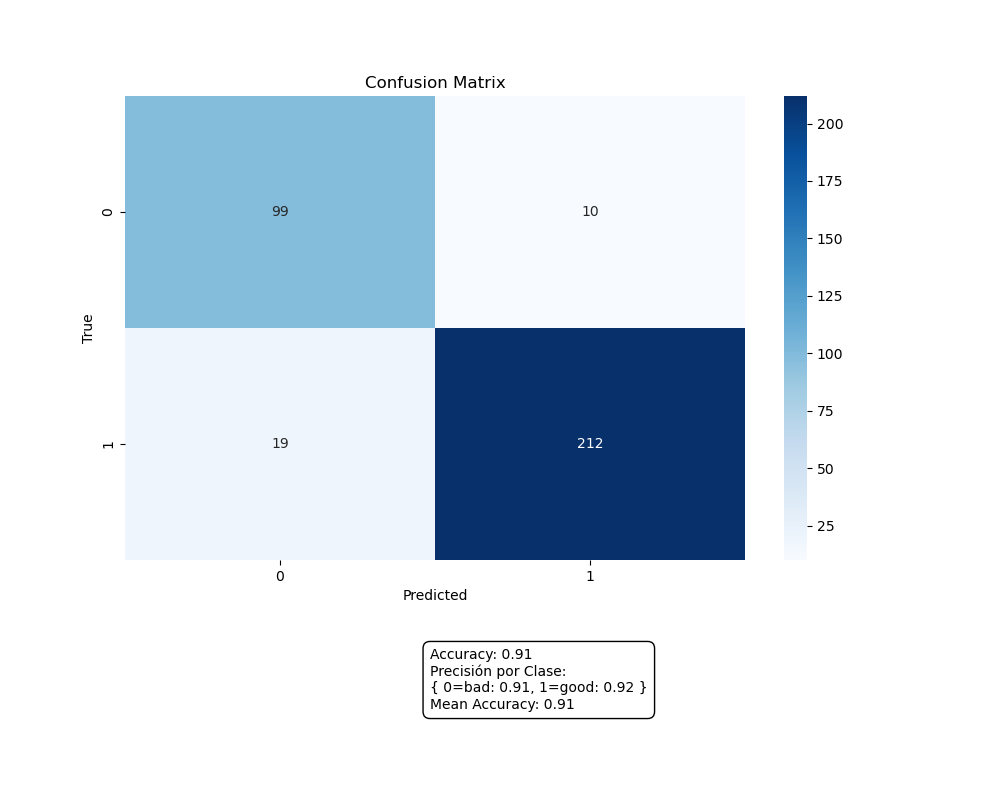 Confusion Matrix
0
99
10
True
1
19
212
0
1
Predicted
200
175
150
125
100
75
50
25
Accuracy: 0.91
Precisión por Clase:
{ 0=bad: 0.91, 1=good: 0.92 }
Mean Accuracy: 0.91